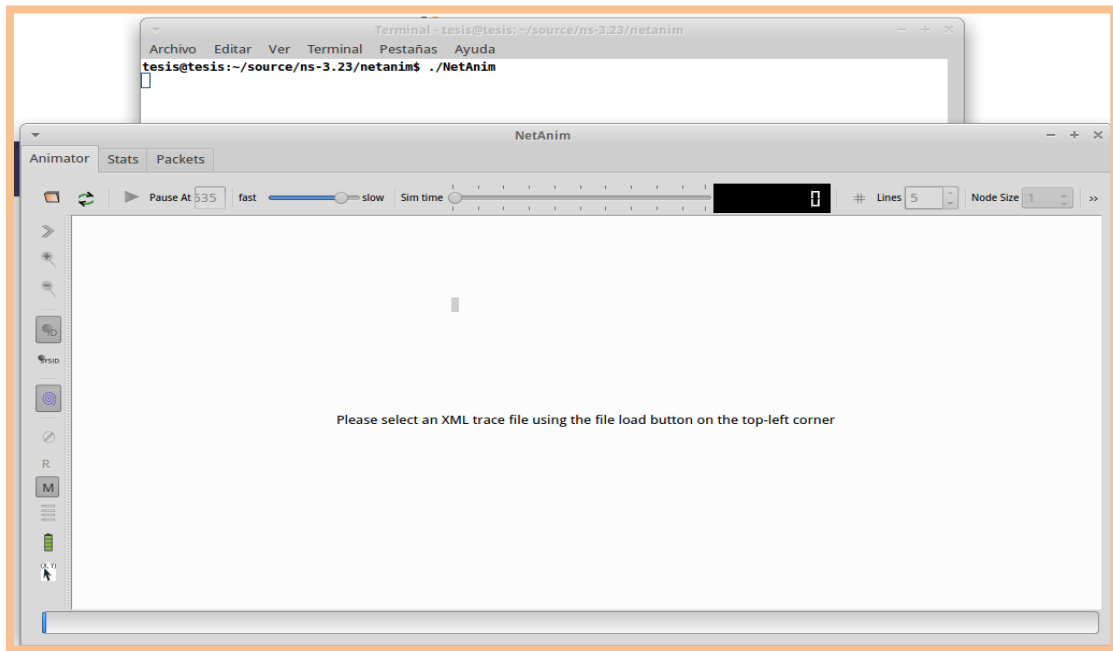 Terminal - tesis@tesis: ~/source/ns-3.23/netanim
Archivo Editar Ver Terminal Pestañas Ayuda
tesis@tesis:~/source/ns-3.23/netanim$ ./NetAnim
NetAnim
Animator Stats Packets
Pause At 535 fast slow Sim time 0 Lines 5 Node Size 1
ID
SYSID
R
M
Please select an XML trace file using the file load button on the top-left corner